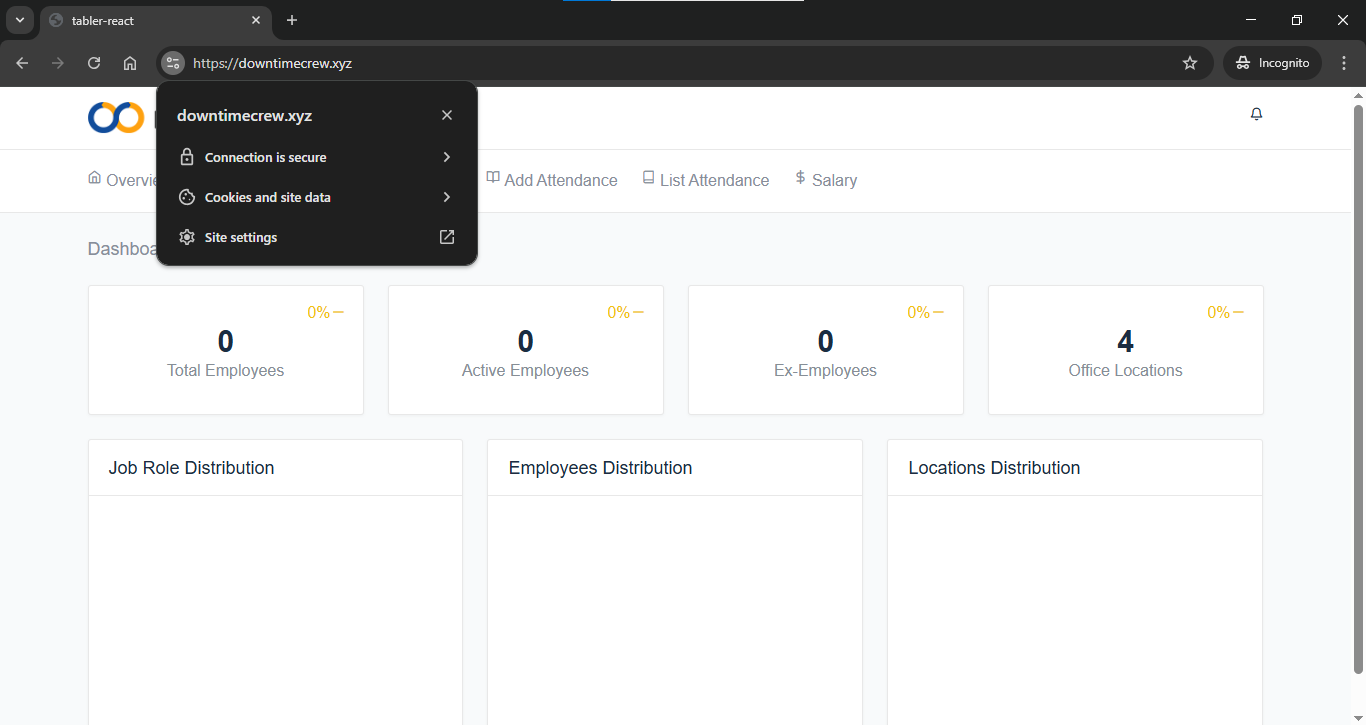 tabler-react
https://downtimecrew.xyz
Incognito
downtimecrew.xyz
Connection is secure
Cookies and site data
Site settings
Add Attendance
List Attendance
Salary
0%
0
Total Employees
0%
0
Active Employees
0%
0
Ex-Employees
0%
4
Office Locations
Job Role Distribution
Employees Distribution
Locations Distribution